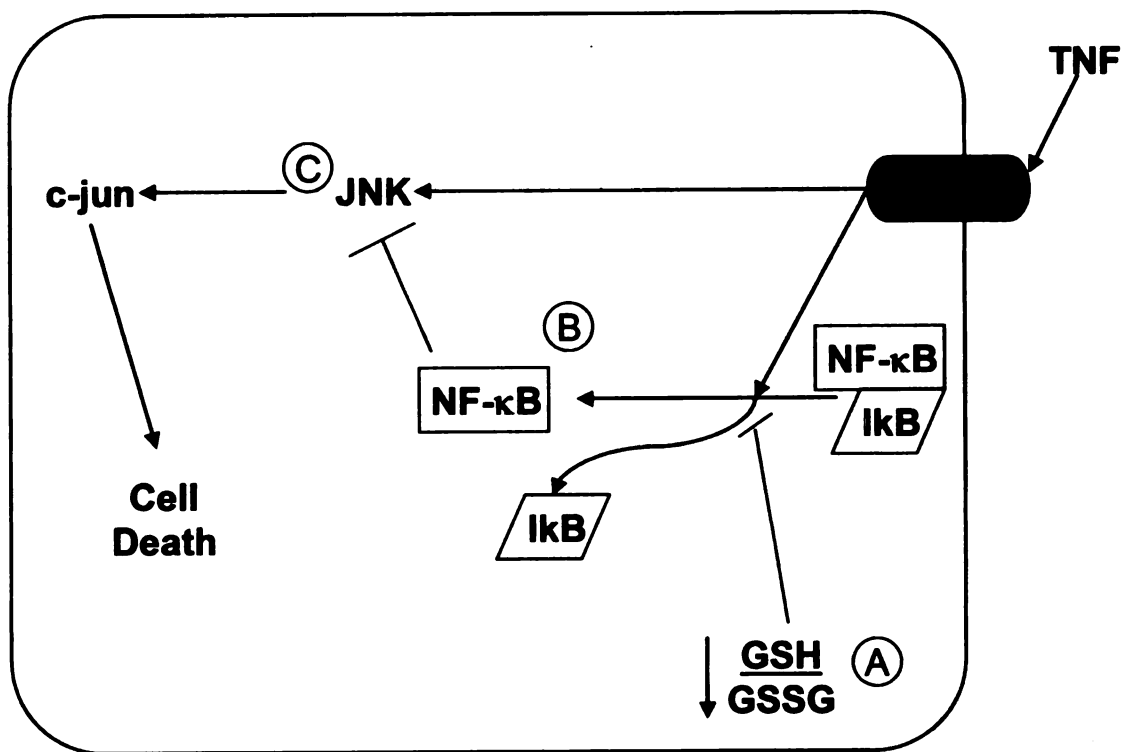 TNF
C
c-jun
JNK
B
NF-κB
IkB
NF-κB
IkB
Cell
Death
GSH
A
GSSG